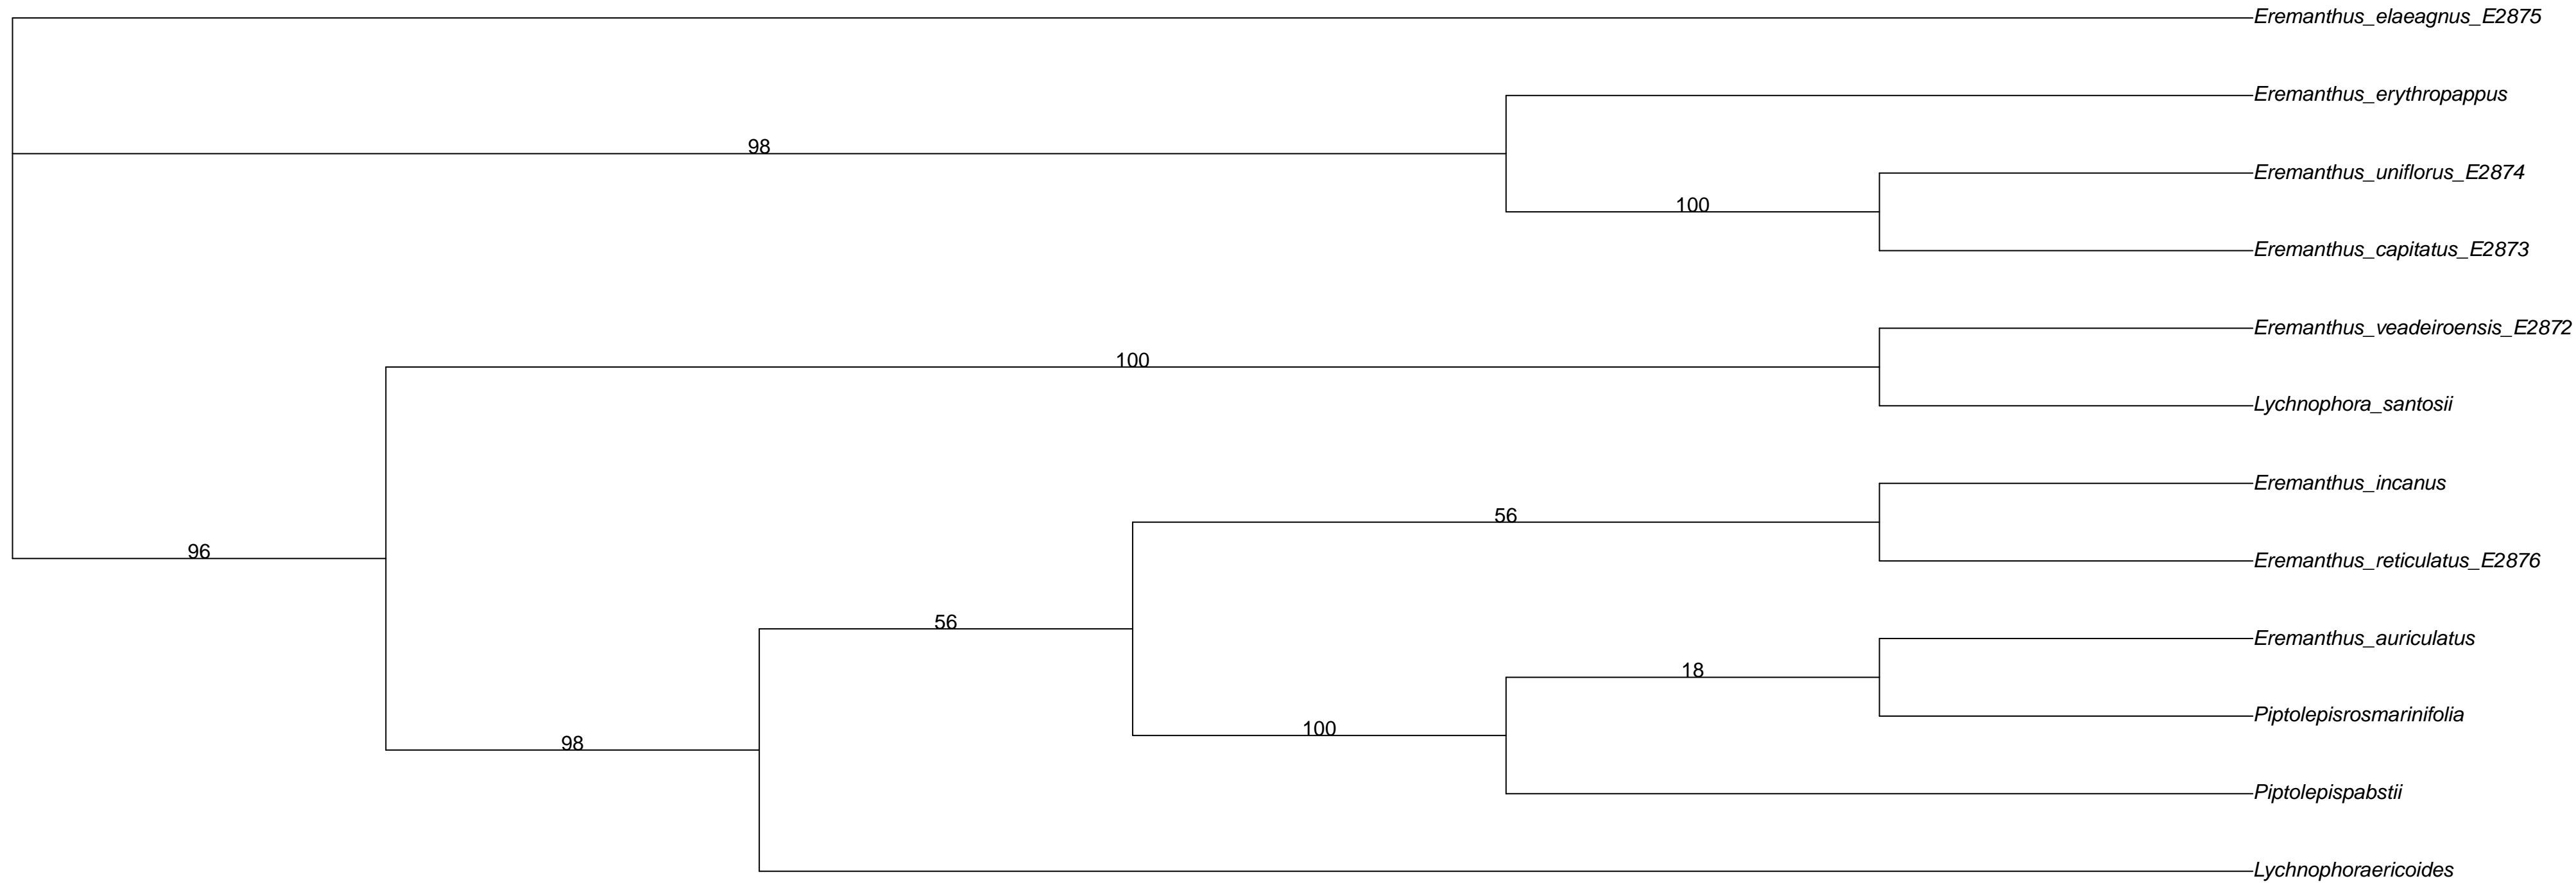 Eremanthus_elaeagnus_E2875
Eremanthus_erythropappus
98
Eremanthus_uniflorus_E2874
100
Eremanthus_capitatus_E2873
Eremanthus_veadeiroensis_E2872
100
Lychnophora_santosii
Eremanthus_incanus
56
96
Eremanthus_reticulatus_E2876
56
Eremanthus_auriculatus
18
Piptolepisrosmarinifolia
100
98
Piptolepispabstii
Lychnophoraericoides